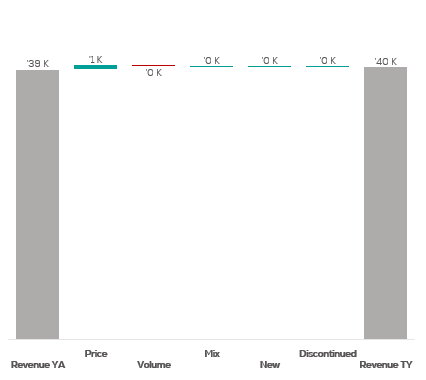 '39 K
'1 K
'0 K
'0 K
'0 K
'0 K
'40 K
Revenue YA
Price
Volume
Mix
New
Discontinued
Revenue TY